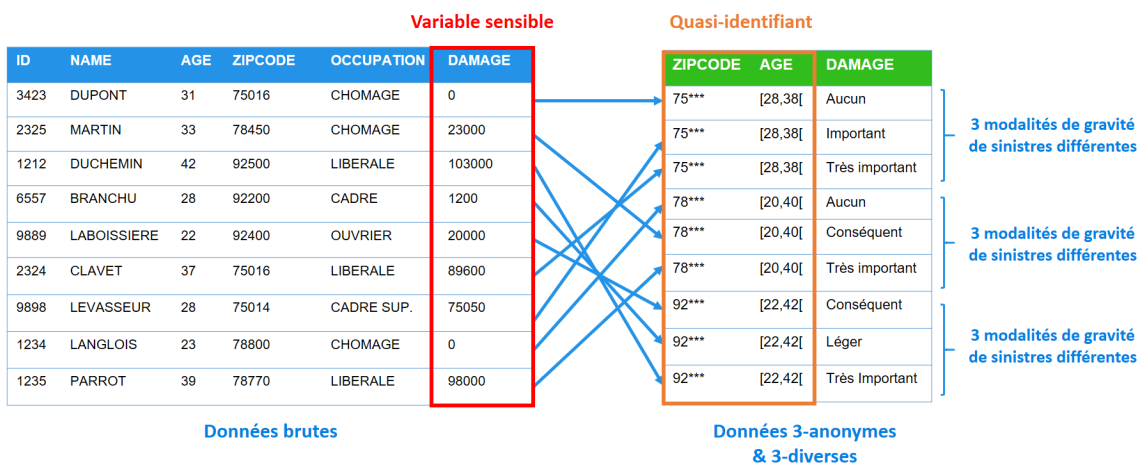 Variable sensible
Quasi-identifiant
ID NAME AGE ZIPCODE OCCUPATION DAMAGE
3423 DUPONT 31 75016 CHOMAGE 0
2325 MARTIN 33 78450 CHOMAGE 23000
1212 DUCHEMIN 42 92500 LIBERALE 103000
6557 BRANCHU 28 92200 CADRE 1200
9889 LABOISSIERE 22 92400 OUVRIER 20000
2324 CLAVET 37 75016 LIBERALE 89600
9898 LEVASSEUR 28 75014 CADRE SUP. 75050
1234 LANGLOIS 23 78800 CHOMAGE 0
1235 PARROT 39 78770 LIBERALE 98000
Données brutes
ZIPCODE AGE DAMAGE
75*** [28,38[ Aucun
75*** [28,38[ Important
75*** [28,38[ Très important
78*** [20,40[ Aucun
78*** [20,40[ Conséquent
78*** [20,40[ Très important
92*** [22,42[ Conséquent
92*** [22,42[ Léger
92*** [22,42[ Très Important
3 modalités de gravité
de sinistres différentes
3 modalités de gravité
de sinistres différentes
3 modalités de gravité
de sinistres différentes
Données 3-anonymes
& 3-diverses